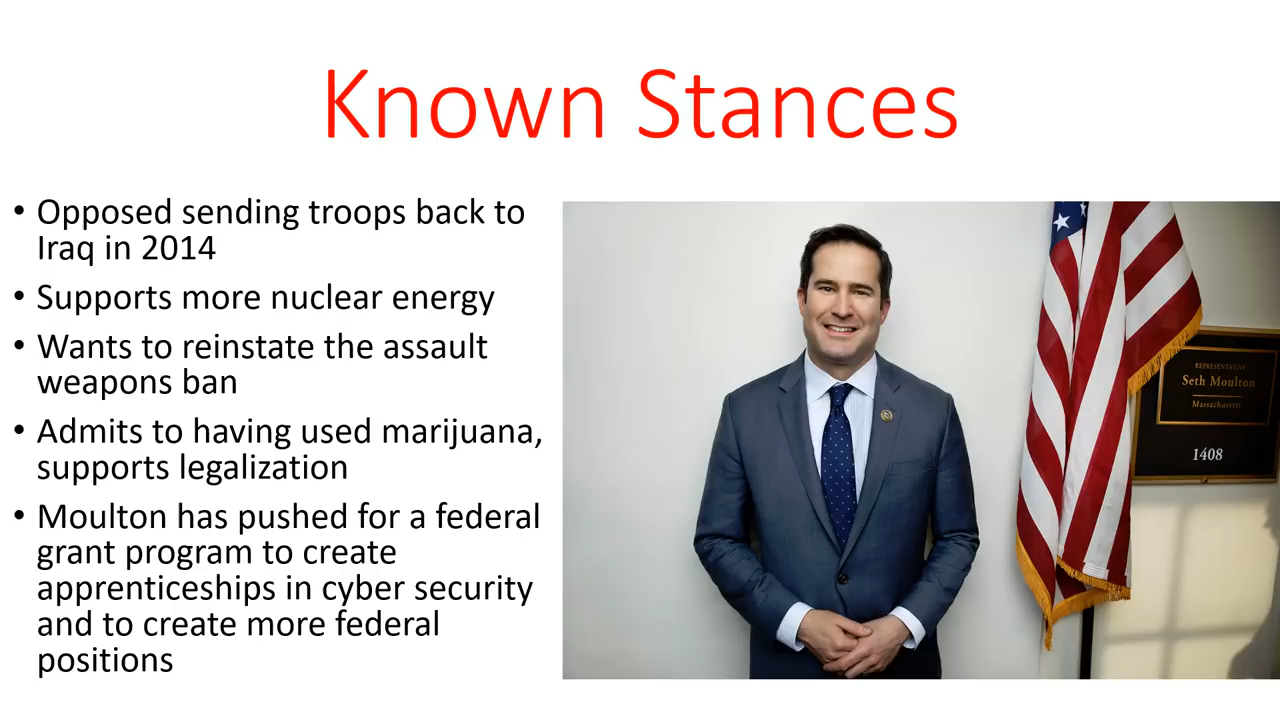 Known Stances
• Opposed sending troops back to
Iraq in 2014
• Supports more nuclear energy
• Wants to reinstate the assault
weapons ban
• Admits to having used marijuana,
supports legalization
• Moulton has pushed for a federal
grant program to create
apprenticeships in cyber security
and to create more federal
positions
REPRESENTATIVE
Seth Moulton
Massachusetts
1408